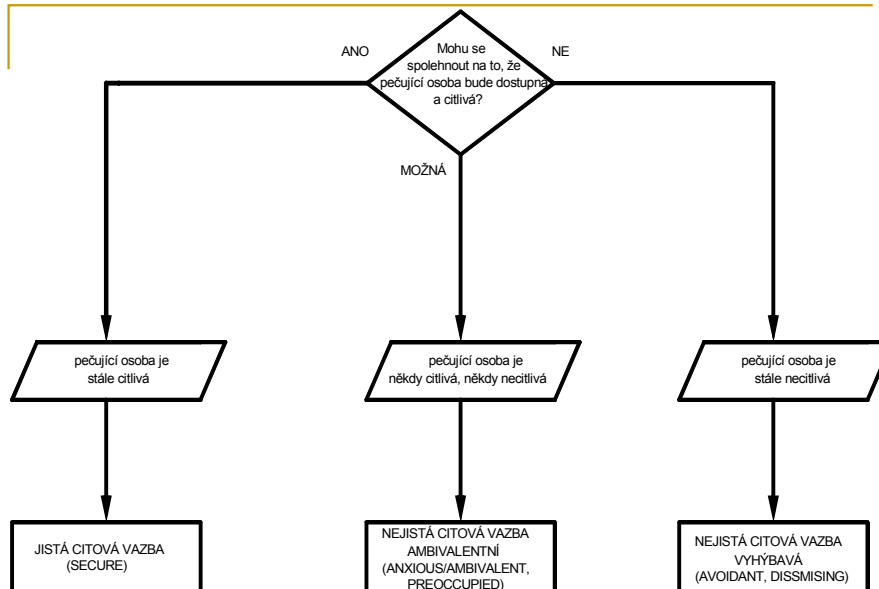 ANO
Mohu se
spolehnout na to, že
pečující osoba bude dostupná
a citlivá?
NE
MOŽNÁ
pečující osoba je
stále citlivá
pečující osoba je
někdy citlivá, někdy necitlivá
pečující osoba je
stále necitlivá
JISTÁ CITOVÁ VAZBA
(SECURE)
NEJISTÁ CITOVÁ VAZBA
AMBIVALENTNÍ
(ANXIOUS/AMBIVALENT,
PREOCCUPIED)
NEJISTÁ CITOVÁ VAZBA
VYHÝBAVÁ
(AVOIDANT, DISSMISING)